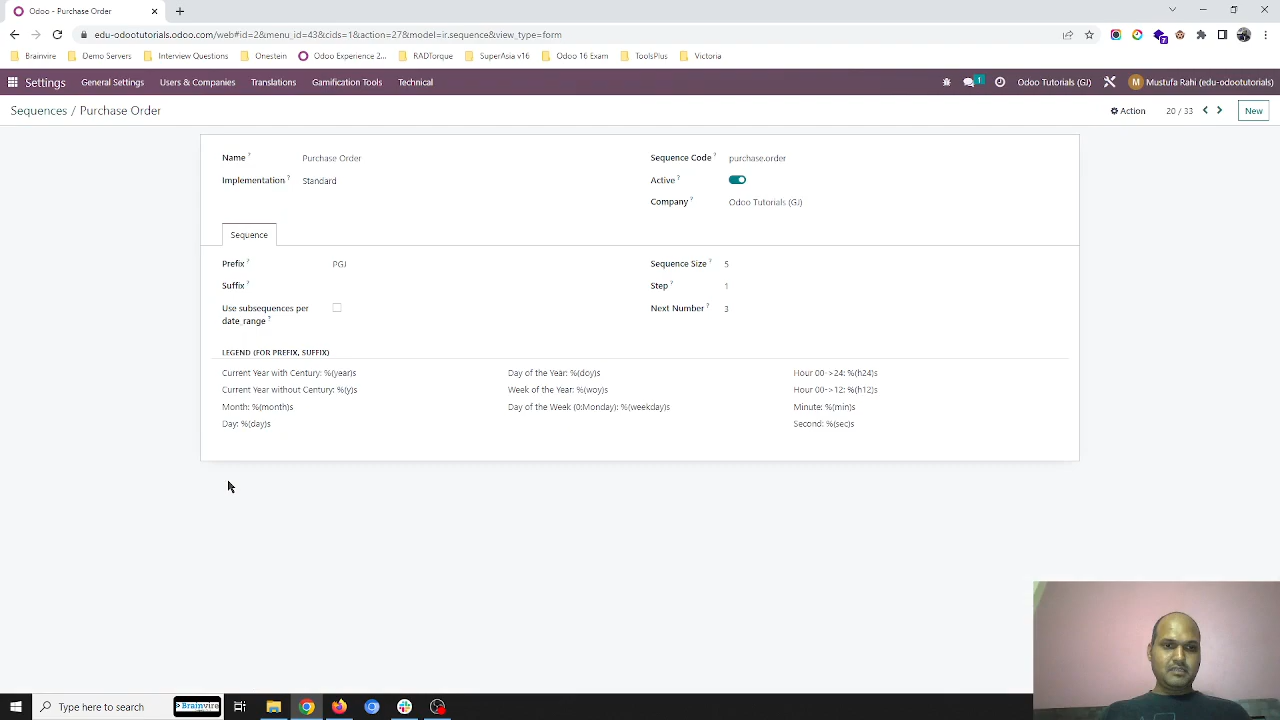 Odoo - Purchase Order
edu-odootutorials.odoo.com/web#id=2&menu_id=43&cids=1&action=27&model=ir.sequence&view_type=form
Brainvire Demo Servers Interview Questions Onestein Odoo Experience 2... RADTorque SuperAsia v16 Odoo 16 Exam ToolsPlus Victoria
Settings General Settings Users & Companies Translations Gamification Tools Technical 1 Odoo Tutorials (GJ) M Mustufa Rahi (edu-odootutorials)
Sequences / Purchase Order Action 20 / 33 New
Name ? Purchase Order Sequence Code ? purchase.order
Implementation ? Standard Active ?
Company ? Odoo Tutorials (GJ)
Sequence
Prefix ? PGJ Sequence Size ? 5
Suffix ? Step ? 1
Use subsequences per Next Number ? 3
date_range ?
LEGEND (FOR PREFIX, SUFFIX)
Current Year with Century: %(year)s Day of the Year: %(doy)s Hour 00->24: %(h24)s
Current Year without Century: %(y)s Week of the Year: %(woy)s Hour 00->12: %(h12)s
Month: %(month)s Day of the Week (0:Monday): %(weekday)s Minute: %(min)s
Day: %(day)s Second: %(sec)s
Type here to search Brainvire